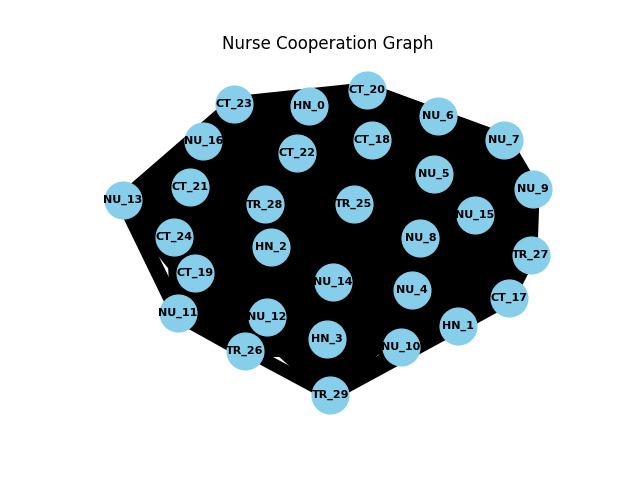 Nurse Cooperation Graph
CT_20
CT_23
HN_0
NU_6
NU_16
CT_18
NU_7
CT_22
NU_5
CT_21
NU_9
NU_13
TR_28
TR_25
NU_15
CT_24
NU_8
HN_2
TR_27
CT_19
NU_14
NU_4
CT_17
NU_11
NU_12
HN_1
HN_3
NU_10
TR_26
TR_29